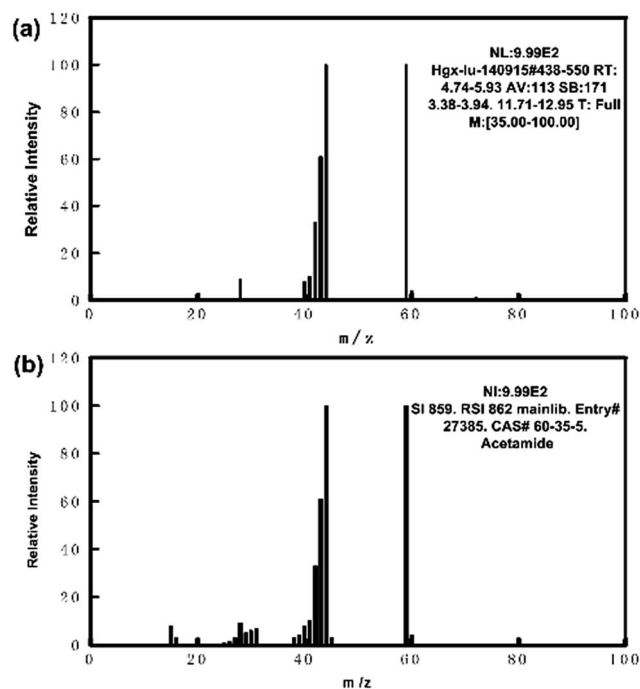 (a)
120
100
80
60
40
20
0
Relative Intensity
NL:9.99E2
Hgx-lu-140915#438-550 RT:
4.74-5.93 AV:113 SB:171
3.38-3.94. 11.71-12.95 T: Full
M:[35.00-100.00]
0 20 40 60 80 100
m/z
(b)
120
100
80
60
40
20
0
Relative Intensity
NI:9.99E2
SI 859. RSI 862 mainlib. Entry#
27385. CAS# 60-35-5.
Acetamide
0 20 40 60 80 100
m/z